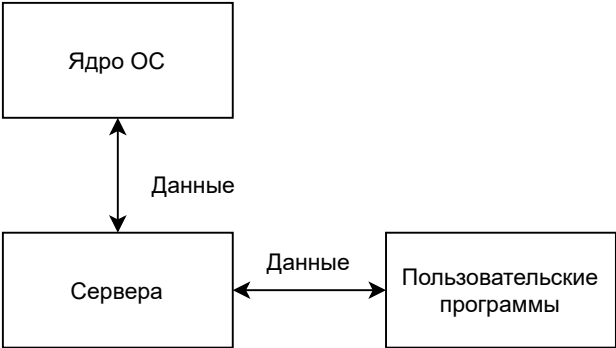 Ядро ОС
Данные
Данные
Сервера
Пользовательские
программы